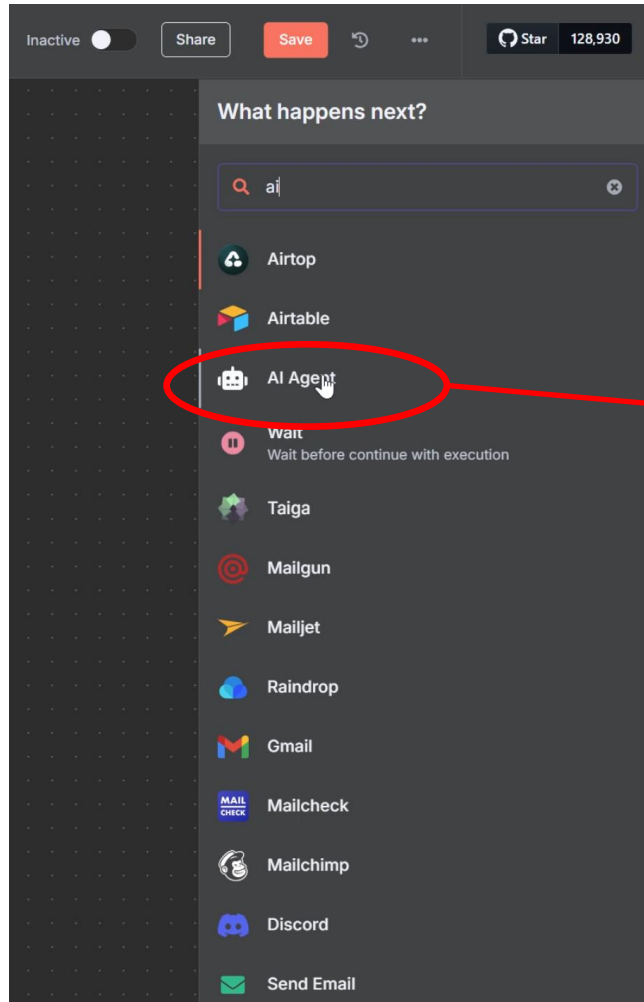 Inactive
Share
Save
Star
128,930
What happens next?
ai
Airtop
Airtable
AI Agent
Wait
Wait before continue with execution
Taiga
Mailgun
Mailjet
Raindrop
Gmail
MAIL
CHECK
Mailcheck
Mailchimp
Discord
Send Email